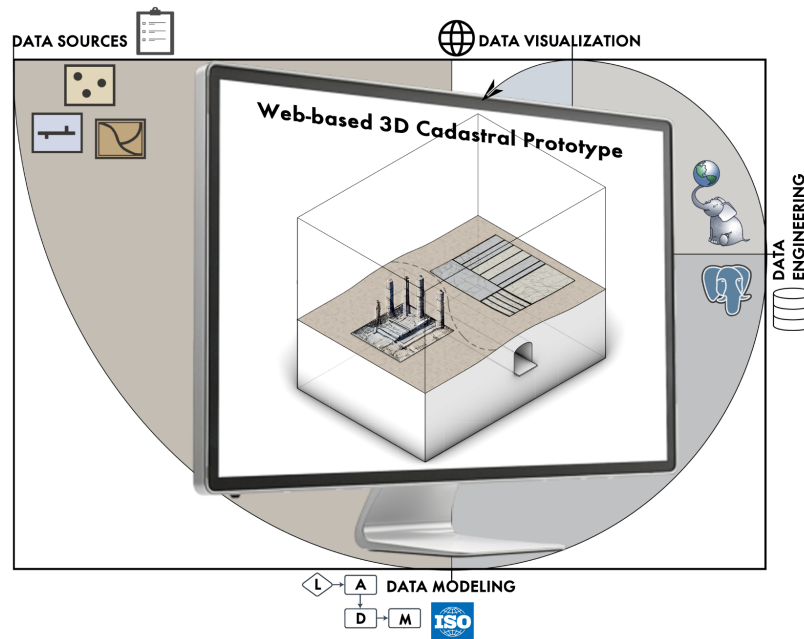 DATA SOURCES
DATA VISUALIZATION
Web-based 3D Cadastral Prototype
DATA
ENGINEERING
L A DATA MODELING
D M ISO